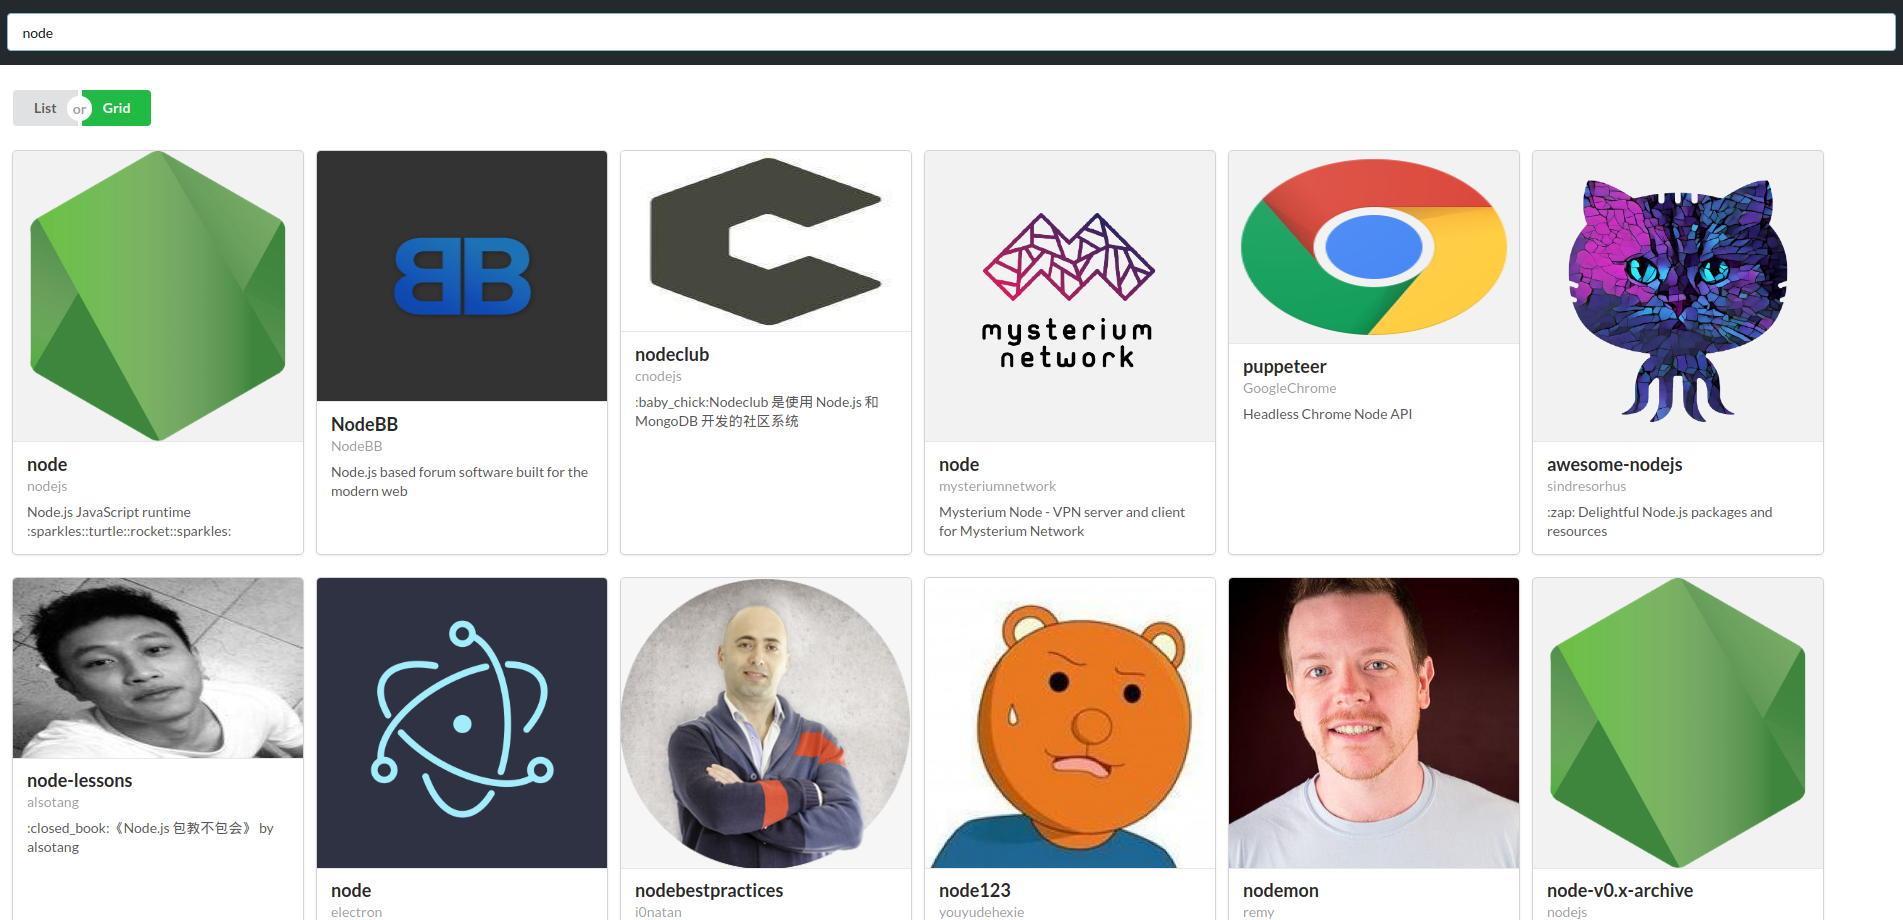 node
List or Grid
node
nodejs
Node.js JavaScript runtime
:sparkles::turtle::rocket::sparkles:
BB
NodeBB
NodeBB
Node.js based forum software built for the
modern web
nodeclub
cnodejs
:baby_chick:Nodeclub 是使用 Node.js 和
MongoDB 开发的社区系统
mysterium
network
node
mysteriumnetwork
Mysterium Node - VPN server and client
for Mysterium Network
puppeteer
GoogleChrome
Headless Chrome Node API
awesome-nodejs
sindresorhus
:zap: Delightful Node.js packages and
resources
node-lessons
alsotang
:closed_book:《Node.js 包教不包会》 by
alsotang
node
electron
nodebestpractices
i0natan
node123
youyudehexie
nodemon
remy
node-v0.x-archive
nodejs